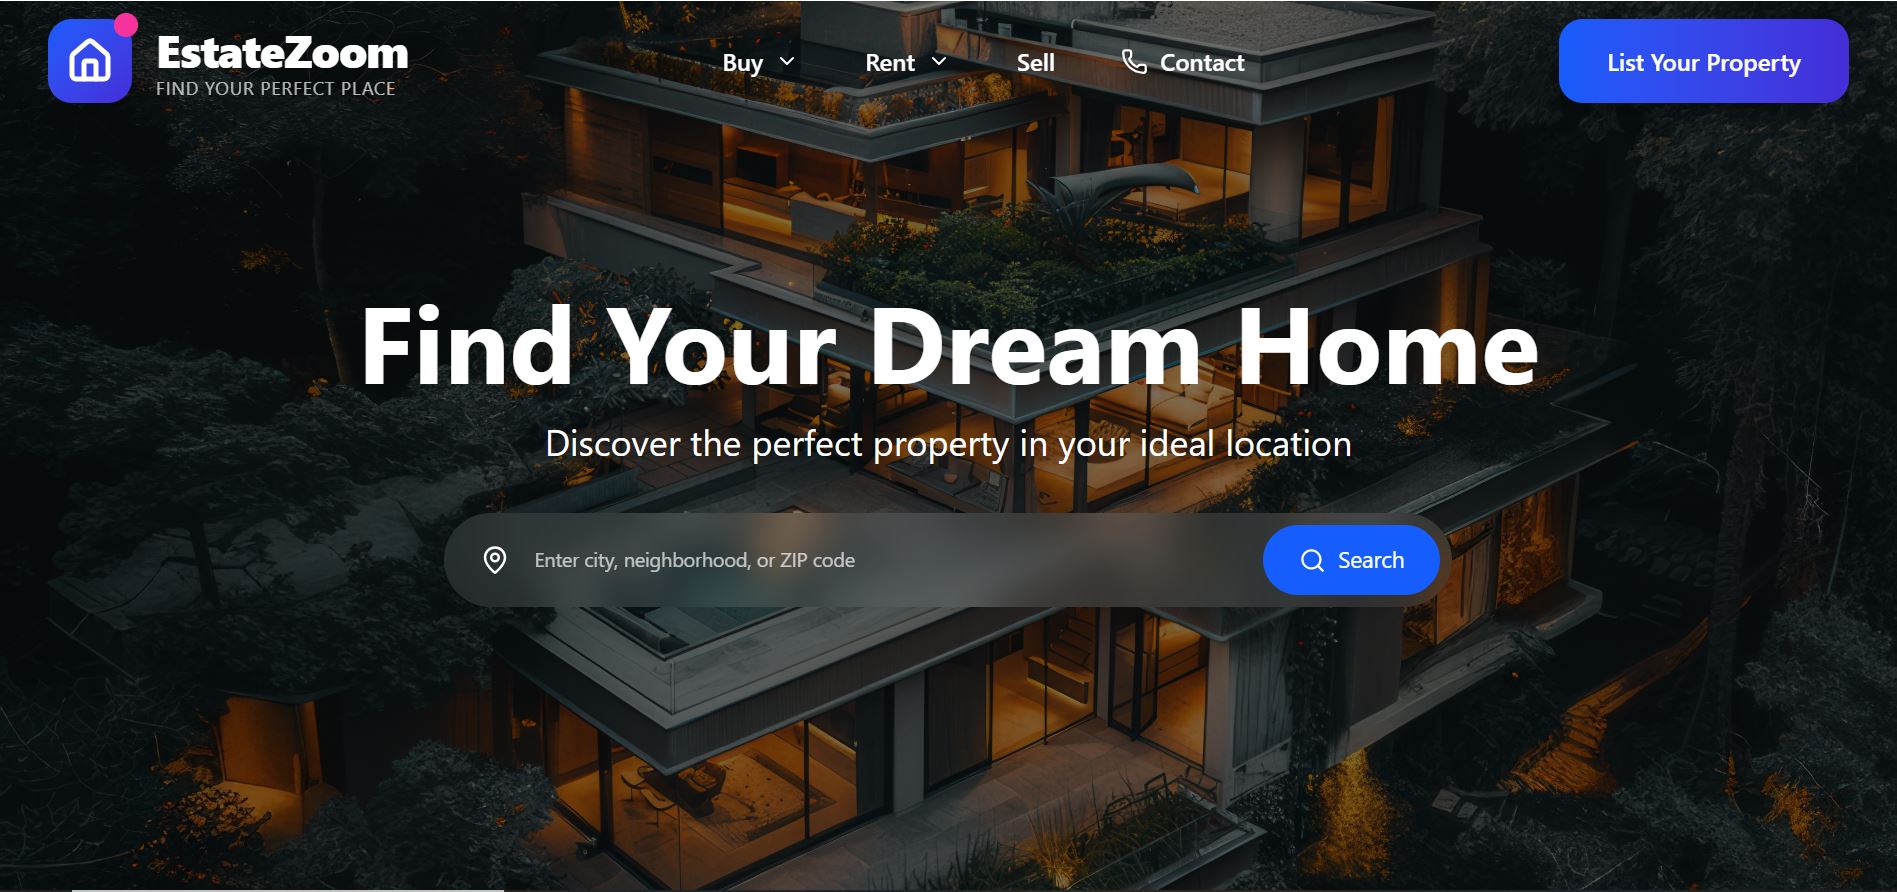 EstateZoom
FIND YOUR PERFECT PLACE
Buy
Rent
Sell
Contact
List Your Property
Find Your Dream Home
Discover the perfect property in your ideal location
Enter city, neighborhood, or ZIP code
Search